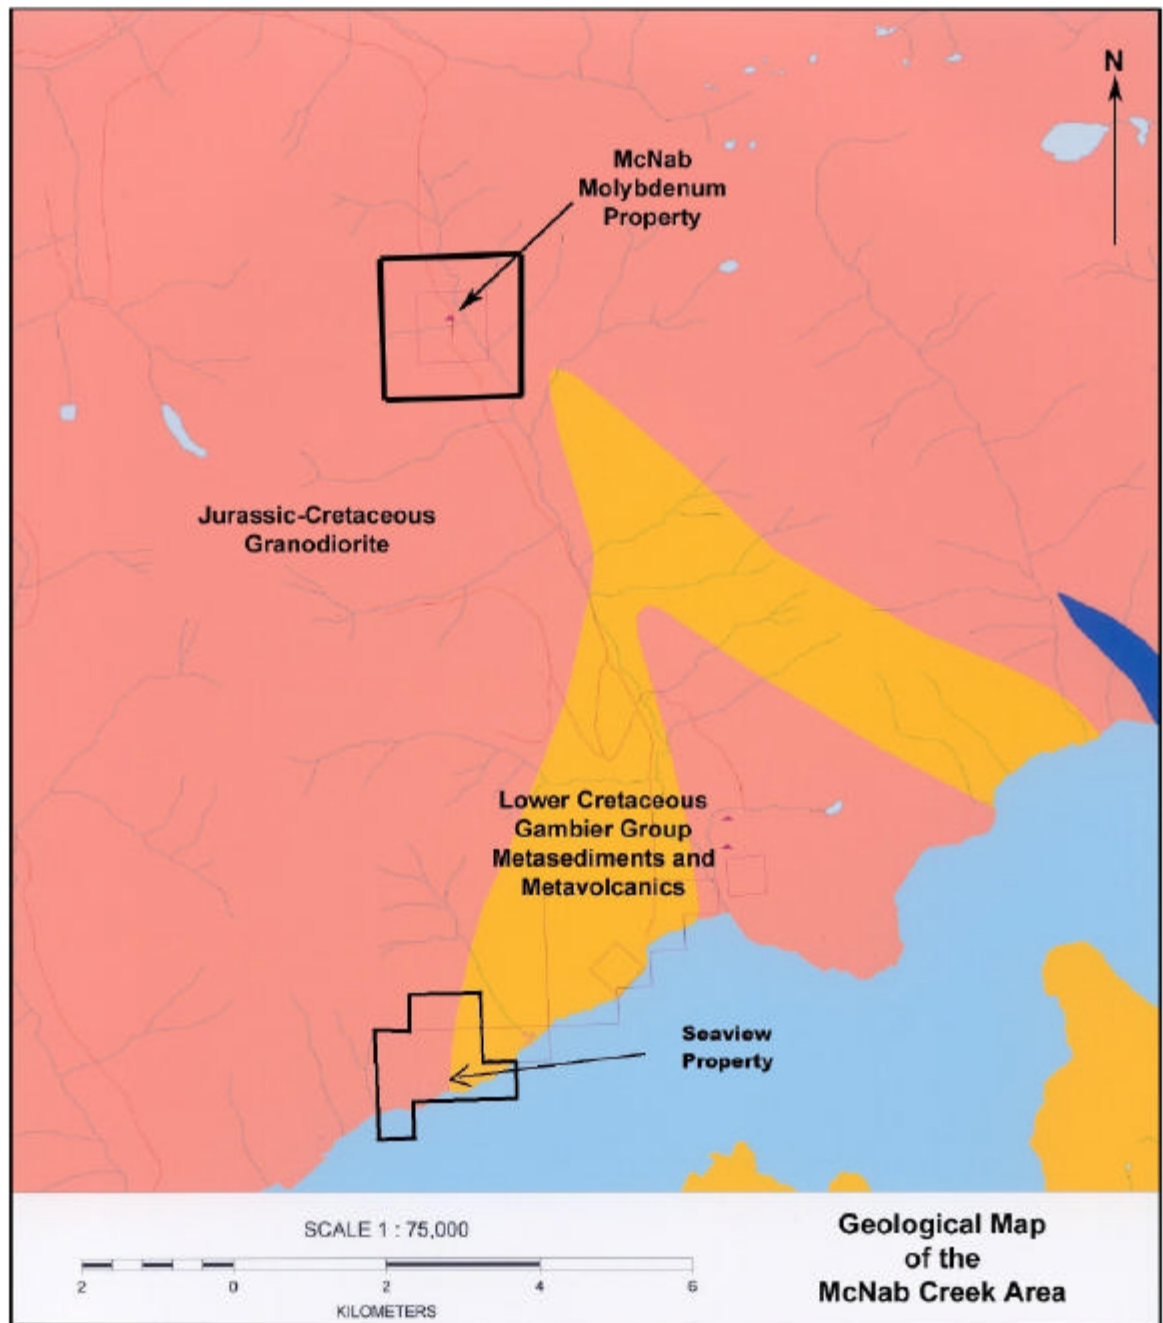 N
McNab
Molybdenum
Property
Jurassic-Cretaceous
Granodiorite
Lower Cretaceous
Gambier Group
Metasediments and
Metavolcanics
Seaview
Property
SCALE 1 : 75,000
2 0 2 4 6
KILOMETERS
Geological Map
of the
McNab Creek Area